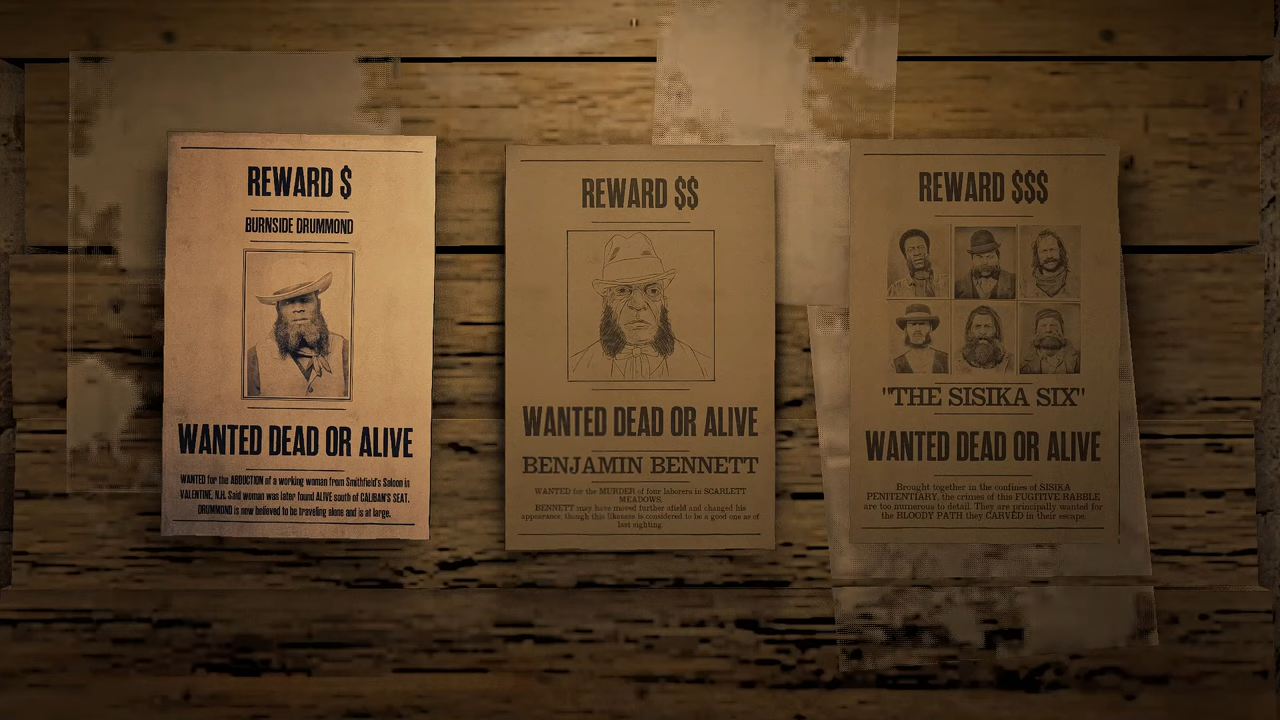 REWARD $
BURNSIDE DRUMMOND
WANTED DEAD OR ALIVE
WANTED for the ABDUCTION of a working woman from Smithfield's Saloon in
VALENTINE, N.H. Said woman was later found ALIVE south of CALIBAN'S SEAT.
DRUMMOND is now believed to be traveling alone and is at large.
REWARD $$
WANTED DEAD OR ALIVE
BENJAMIN BENNETT
WANTED for the MURDER of four laborers in SCARLETT
MEADOWS.
BENNETT may have moved further afield and changed his
appearance, though this likeness is considered to be a good one as of
last sighting.
REWARD $$$
"THE SISIKA SIX"
WANTED DEAD OR ALIVE
Brought together in the confines of SISIKA
PENITENTIARY, the crimes of this FUGITIVE RABBLE
are too numerous to detail. They are principally wanted for
the BLOODY PATH they CARVED in their escape.